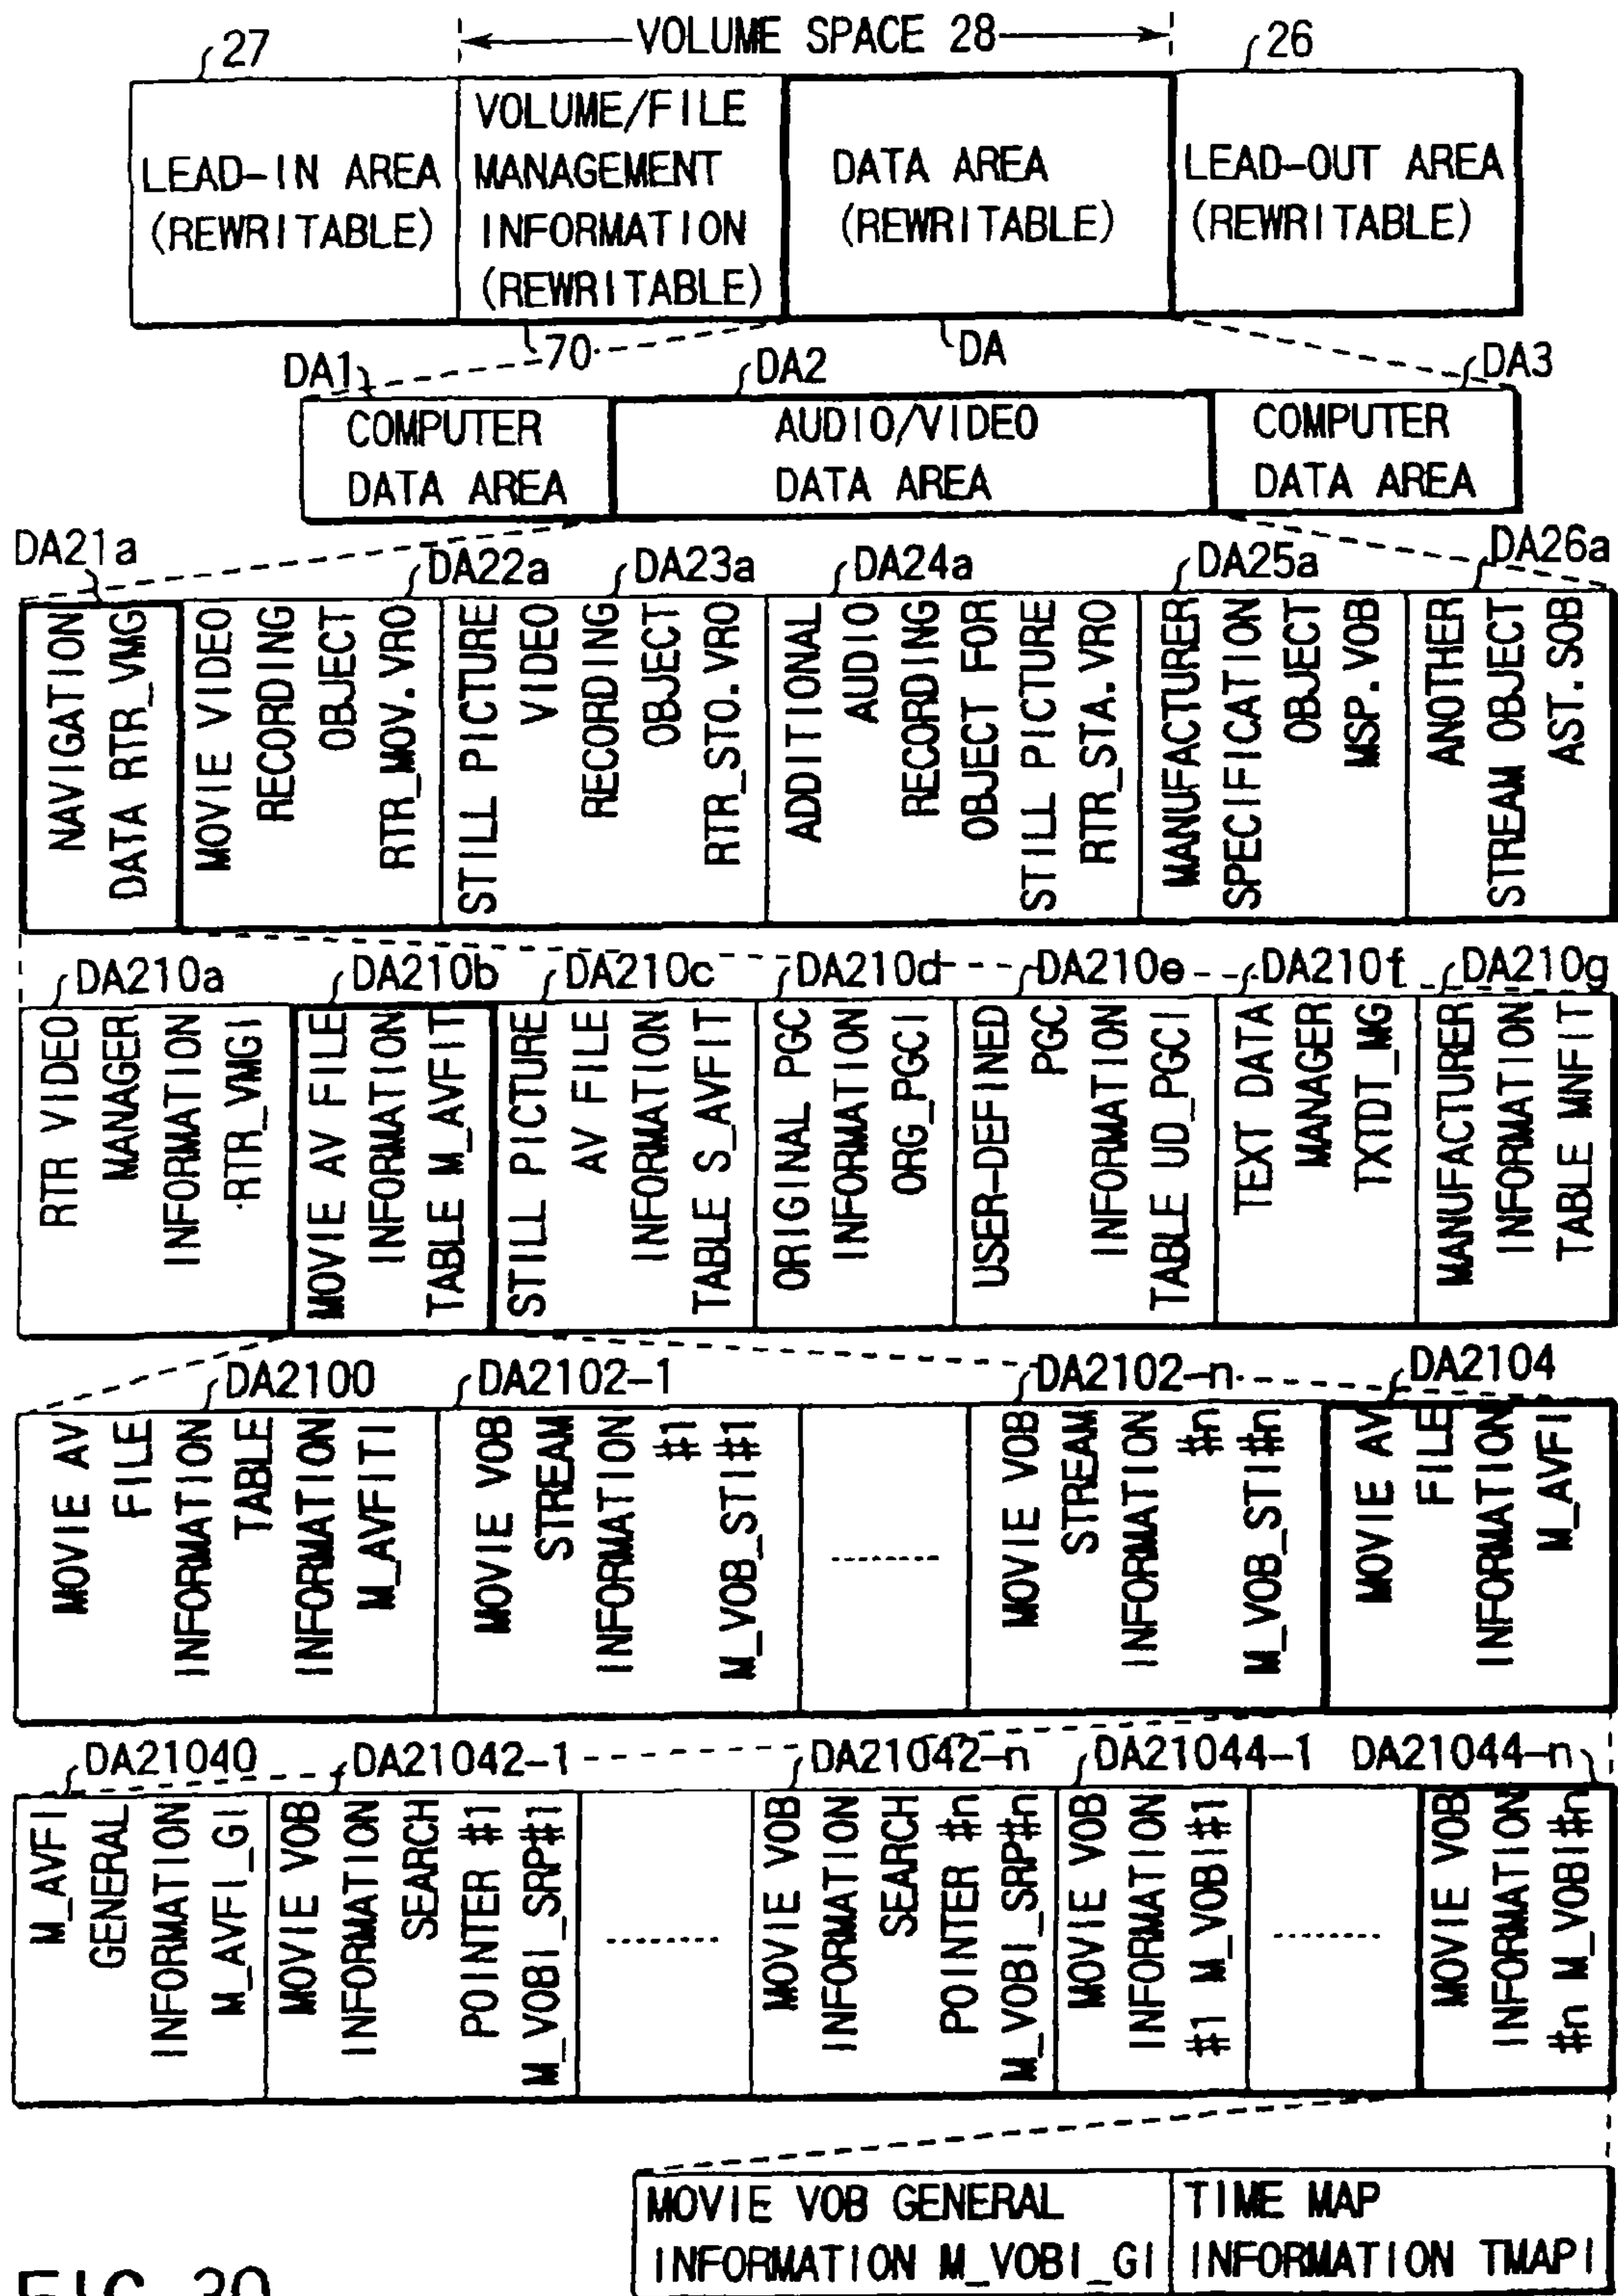 27
VOLUME SPACE 28
26
LEAD-IN AREA
(REWRITABLE)
VOLUME/FILE
MANAGEMENT
INFORMATION
(REWRITABLE)
DATA AREA
(REWRITABLE)
LEAD-OUT AREA
(REWRITABLE)
70
DA
DA1
DA2
DA3
COMPUTER
DATA AREA
AUDIO/VIDEO
DATA AREA
COMPUTER
DATA AREA
DA21a
DA22a
DA23a
DA24a
DA25a
DA26a
NAVIGATION
DATA RTR_VMG
MOVIE VIDEO
RECORDING
OBJECT
RTR_MOV.VRO
STILL PICTURE
VIDEO
RECORDING
OBJECT
RTR_STO.VRO
ADDITIONAL
AUDIO
RECORDING
OBJECT FOR
STILL PICTURE
RTR_STA.VRO
MANUFACTURER
SPECIFICATION
OBJECT
MSP.VOB
ANOTHER
STREAM OBJECT
AST.SOB
DA210a
DA210b
DA210c
DA210d
DA210e
DA210f
DA210g
RTR VIDEO
MANAGER
INFORMATION
RTR_VMGI
MOVIE AV FILE
INFORMATION
TABLE M_AVFIT
STILL PICTURE
AV FILE
INFORMATION
TABLE S_AVFIT
ORIGINAL PGC
INFORMATION
ORG_PGCI
USER-DEFINED
PGC
INFORMATION
TABLE UD_PGCI
TEXT DATA
MANAGER
TXTDT_MG
MANUFACTURER
INFORMATION
TABLE MNFIT
DA2100
DA2102-1
DA2102-n
DA2104
MOVIE AV
FILE
INFORMATION
TABLE
INFORMATION
M_AVFITI
MOVIE VOB
STREAM
INFORMATION
#1
M_VOB_STI#1
MOVIE VOB
STREAM
INFORMATION
#n
M_VOB_STI#n
MOVIE AV
FILE
INFORMATION
M_AVFI
DA21040
DA21042-1
DA21042-n
DA21044-1
DA21044-n
M_AVFI
GENERAL
INFORMATION
M_AVFI_GI
MOVIE VOB
INFORMATION
SEARCH
POINTER #1
M_VOBI_SRP#1
MOVIE VOB
INFORMATION
SEARCH
POINTER #n
M_VOBI_SRP#n
MOVIE VOB
INFORMATION
#1 M_VOBI#1
MOVIE VOB
INFORMATION
#n M_VOBI#n
MOVIE VOB GENERAL
INFORMATION M_VOBI_GI
TIME MAP
INFORMATION TMAPI